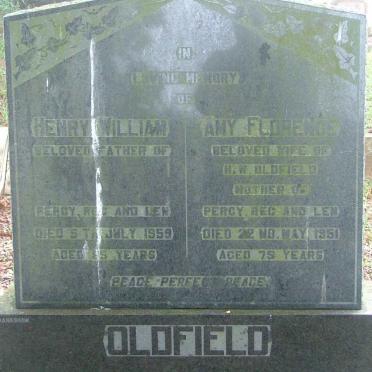 IN
LOVING MEMORY
OF
HENRY WILLIAM
BELOVED FATHER OF
PERCY, REG AND LEN
DIED 5TH JULY 1959
AGED 85 YEARS
AMY FLORENCE
BELOVED WIFE OF
H.W. OLDFIELD
MOTHER OF
PERCY, REG AND LEN
DIED 2ND MAY 1951
AGED 75 YEARS
PEACE PERFECT PEACE
OLDFIELD